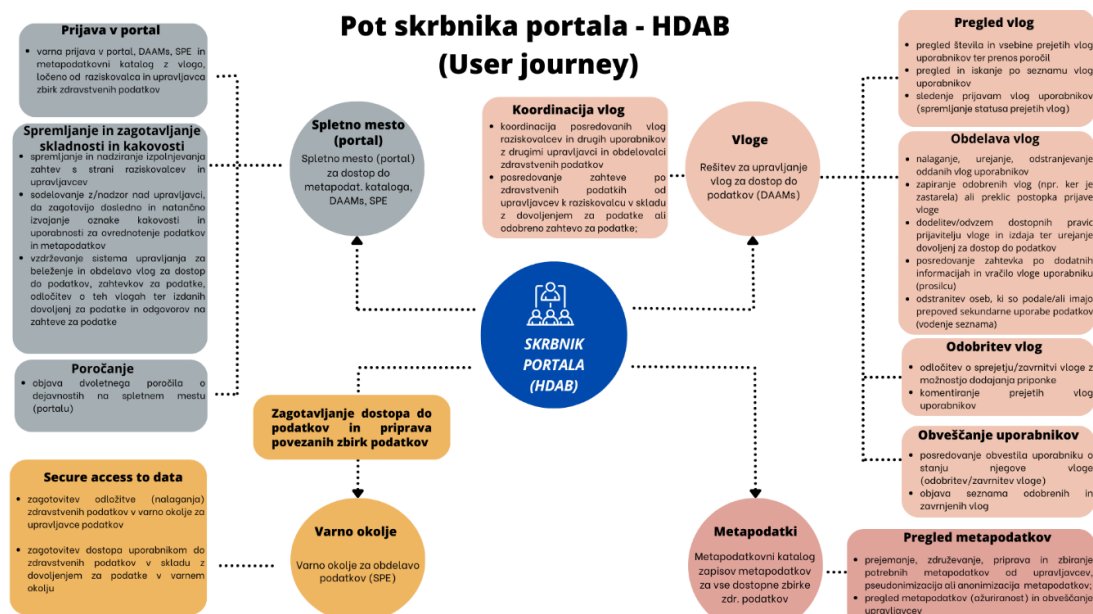 Pot skrbnika portala - HDAB
(User journey)
Prijava v portal
varna prijava v portal, DAAMs, SPE in
metapodatkovni katalog z vlogo,
ločeno od raziskovalca in upravljavca
zbirk zdravstvenih podatkov
Spremljanje in zagotavljanje
skladnosti in kakovosti
spremljanje in nadziranje izpolnjevanja
zahtev s strani raziskovalcev in
upravljavcev
sodelovanje z/nadzor nad upravljavci,
da zagotovijo dosledno in natančno
izvajanje oznake kakovosti in
uporabnosti za ovrednotenje podatkov
in metapodatkov
vzdrževanje sistema upravljanja za
beleženje in obdelavo vlog za dostop
do podatkov, zahtevkov za podatke,
odločitev o teh vlogah ter izdanih
dovoljenj za podatke in odgovorov na
zahteve za podatke
Poročanje
objava dvoletnega poročila o
dejavnostih na spletnem mestu
(portalu)
Spletno mesto
(portal)
Spletno mesto (portal)
za dostop do
metapodat. kataloga,
DAAMs, SPE
Koordinacija vlog
koordinacija posredovanih vlog
raziskovalcev in drugih uporabnikov
z drugimi upravljavci in obdelovalci
zdravstvenih podatkov
posredovanje zahteve po
zdravstvenih podatkih od
upravljavcev k raziskovalcu v skladu
z dovoljenjem za podatke ali
odobreno zahtevo za podatke;
Vloge
Rešitev za upravljanje
vlog za dostop do
podatkov (DAAMs)
Pregled vlog
pregled števila in vsebine prejetih vlog
uporabnikov ter prenos poročil
pregled in iskanje po seznamu vlog
uporabnikov
sledenje prijavam vlog uporabnikov
(spremljanje statusa prejetih vlog)
Obdelava vlog
nalaganje, urejanje, odstranjevanje
oddanih vlog uporabnikov
zapiranje odobrenih vlog (npr. ker je
zastarela) ali preklic postopka prijave
vloge
dodelitev/odvzem dostopnih pravic
prijavitelju vloge in izdaja ter urejanje
dovoljenj za dostop do podatkov
posredovanje zahtevka po dodatnih
informacijah in vračilo vloge uporabniku
(prosilcu)
odstranitev oseb, ki so podale/ali imajo
prepoved sekundarne uporabe podatkov
(vodenje seznama)
Odobritev vlog
odločitev o sprejetju/zavrnitvi vloge z
možnostjo dodajanja priponke
komentiranje prejetih vlog
uporabnikov
Obveščanje uporabnikov
posredovanje obvestila uporabniku o
stanju njegove vloge
(odobritev/zavrnitev vloge)
objava seznama odobrenih in
zavrnjenih vlog
SKRBNIK
PORTALA
(HDAB)
Zagotavljanje dostopa do
podatkov in priprava
povezanih zbirk podatkov
Secure access to data
zagotovitev odložitve (nalaganja)
zdravstvenih podatkov v varno okolje za
upravljavce podatkov
zagotovitev dostopa uporabnikom do
zdravstvenih podatkov v skladu z
dovoljenjem za podatke v varnem
okolju
Varno okolje
Varno okolje za obdelavo
podatkov (SPE)
Metapodatki
Metapodatkovni katalog
zapisov metapodatkov
za vse dostopne zbirke
zdr. podatkov
Pregled metapodatkov
prejemanje, združevanje, priprava in zbiranje
potrebnih metapodatkov od upravljavcev,
pseudonimizacija ali anonimizacija metapodatkov;
pregled metapodatkov (ažuriranost) in obveščanje
upravljavcev